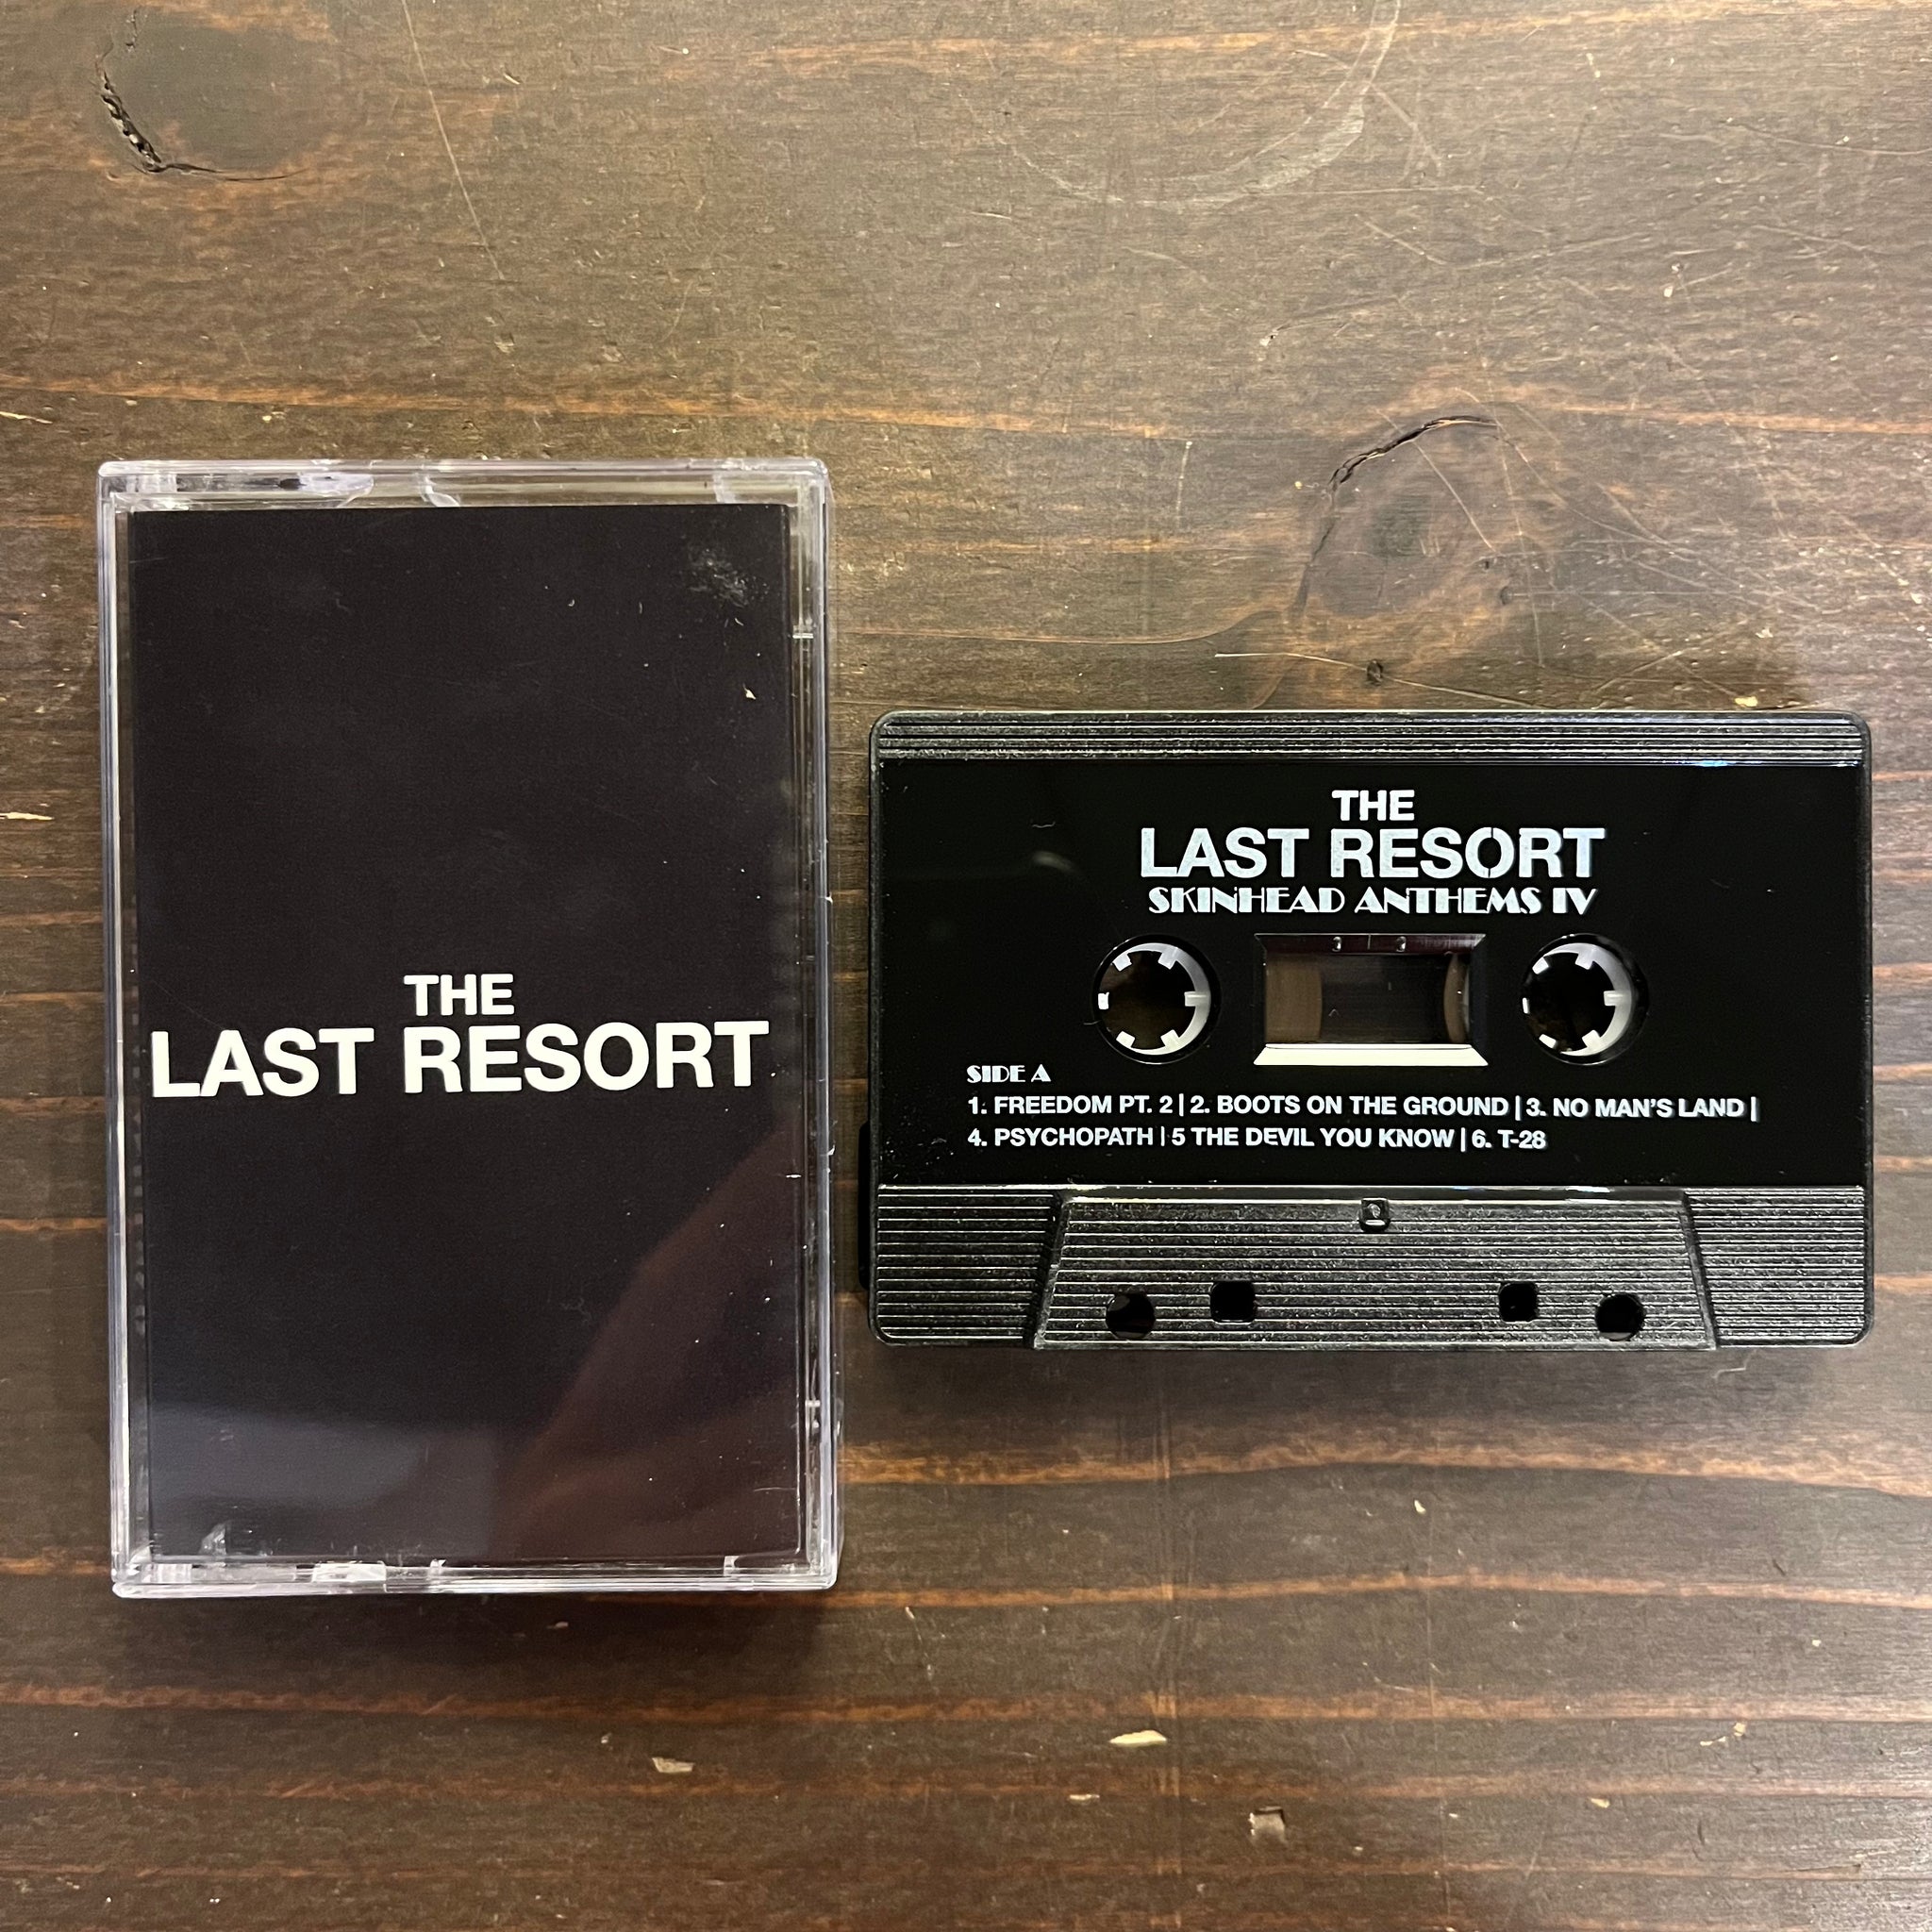 THE
LAST RESORT
THE
LAST RESORT
SKINHEAD ANTHEMS IV
SIDE A
1. FREEDOM PT. 2 | 2. BOOTS ON THE GROUND | 3. NO MAN'S LAND |
4. PSYCHOPATH | 5 THE DEVIL YOU KNOW | 6. T-28